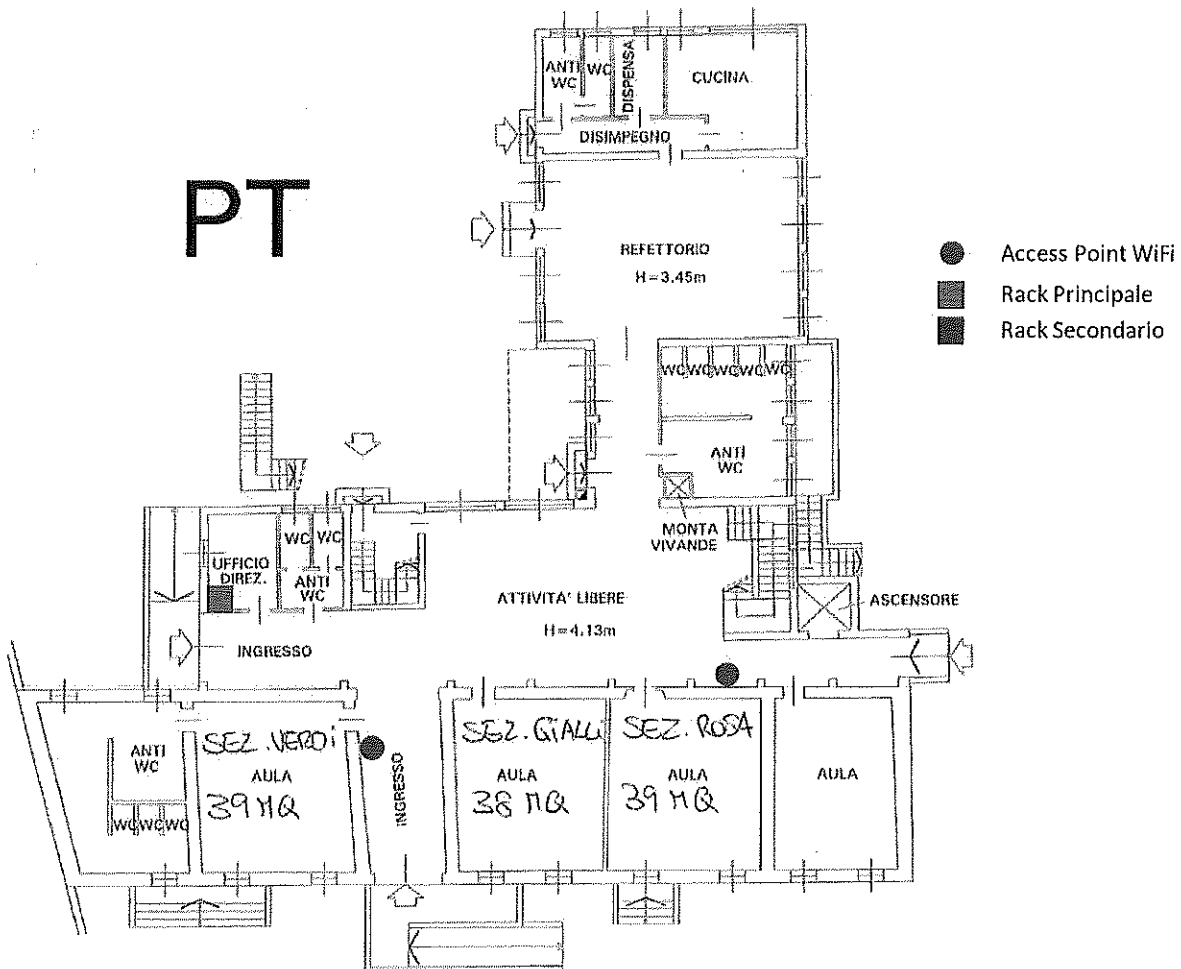 PT
ANTI
WC
WC
DISPENSA
CUCINA
DISIMPEGNO
REFETTORIO
H=3.45m
Access Point WiFi
Rack Principale
Rack Secondario
WC WC WC WC WC
ANTI
WC
MONTA
VIVANDE
UFFICIO
DIREZ.
WC
WC
ANTI
WC
ATTIVITA' LIBERE
H=4.13m
ASCENSORE
INGRESSO
SEZ. VERDI
SEZ. GIALLI
SEZ. ROSA
ANTI
WC
AULA
39 MQ
INGRESSO
AULA
38 MQ
AULA
39 MQ
AULA
WC WC WC